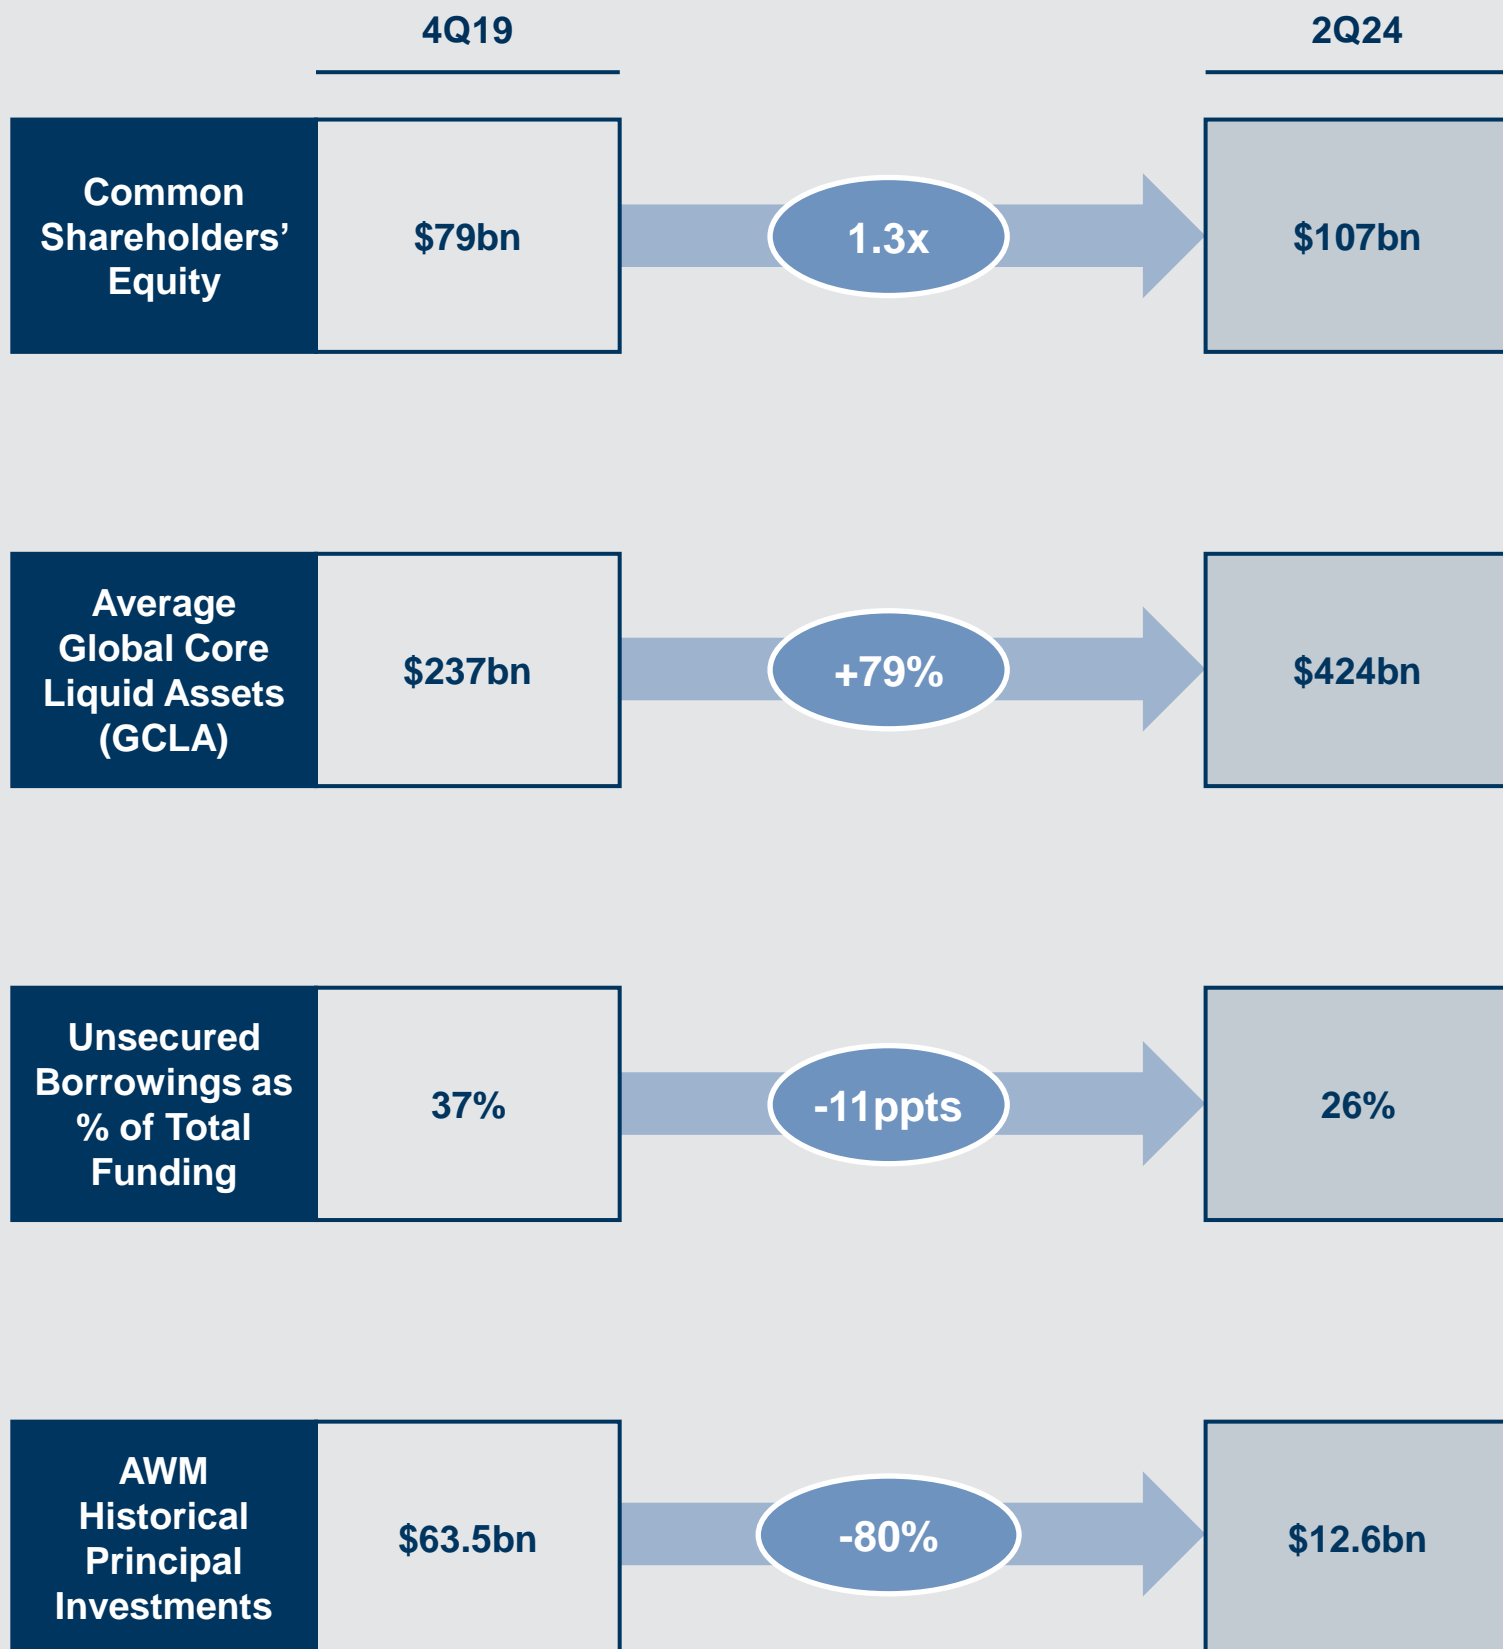 4Q19
2Q24
Common
Shareholders’
Equity
$79bn
1.3x
$107bn
Average
Global Core
Liquid Assets
(GCLA)
$237bn
+79%
$424bn
Unsecured
Borrowings as
% of Total
Funding
37%
-11ppts
26%
AWM
Historical
Principal
Investments
$63.5bn
-80%
$12.6bn